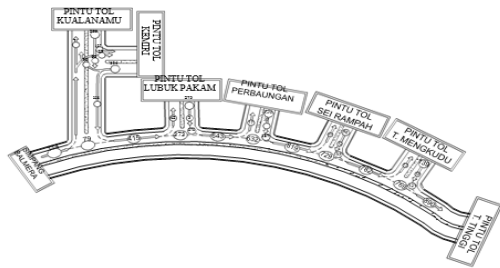 PINTU TOL
KUALANAMU
PINTU TOL
KEMIRI
PINTU TOL
LUBUK PAKAM
PINTU TOL
PERBAUNGAN
PINTU TOL
SEI RAMPAH
PINTU TOL
T. MENGKUDU
PINTU TOL
T. TINGGI
SIMPANG
BALMERA